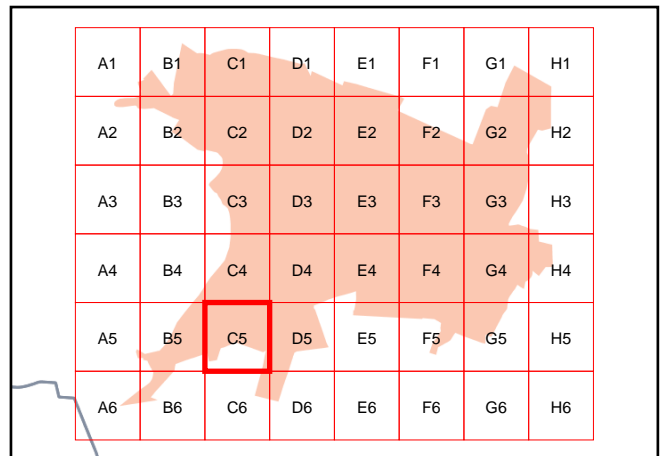 A1 B1 C1 D1 E1 F1 G1 H1
A2 B2 C2 D2 E2 F2 G2 H2
A3 B3 C3 D3 E3 F3 G3 H3
A4 B4 C4 D4 E4 F4 G4 H4
A5 B5 C5 D5 E5 F5 G5 H5
A6 B6 C6 D6 E6 F6 G6 H6